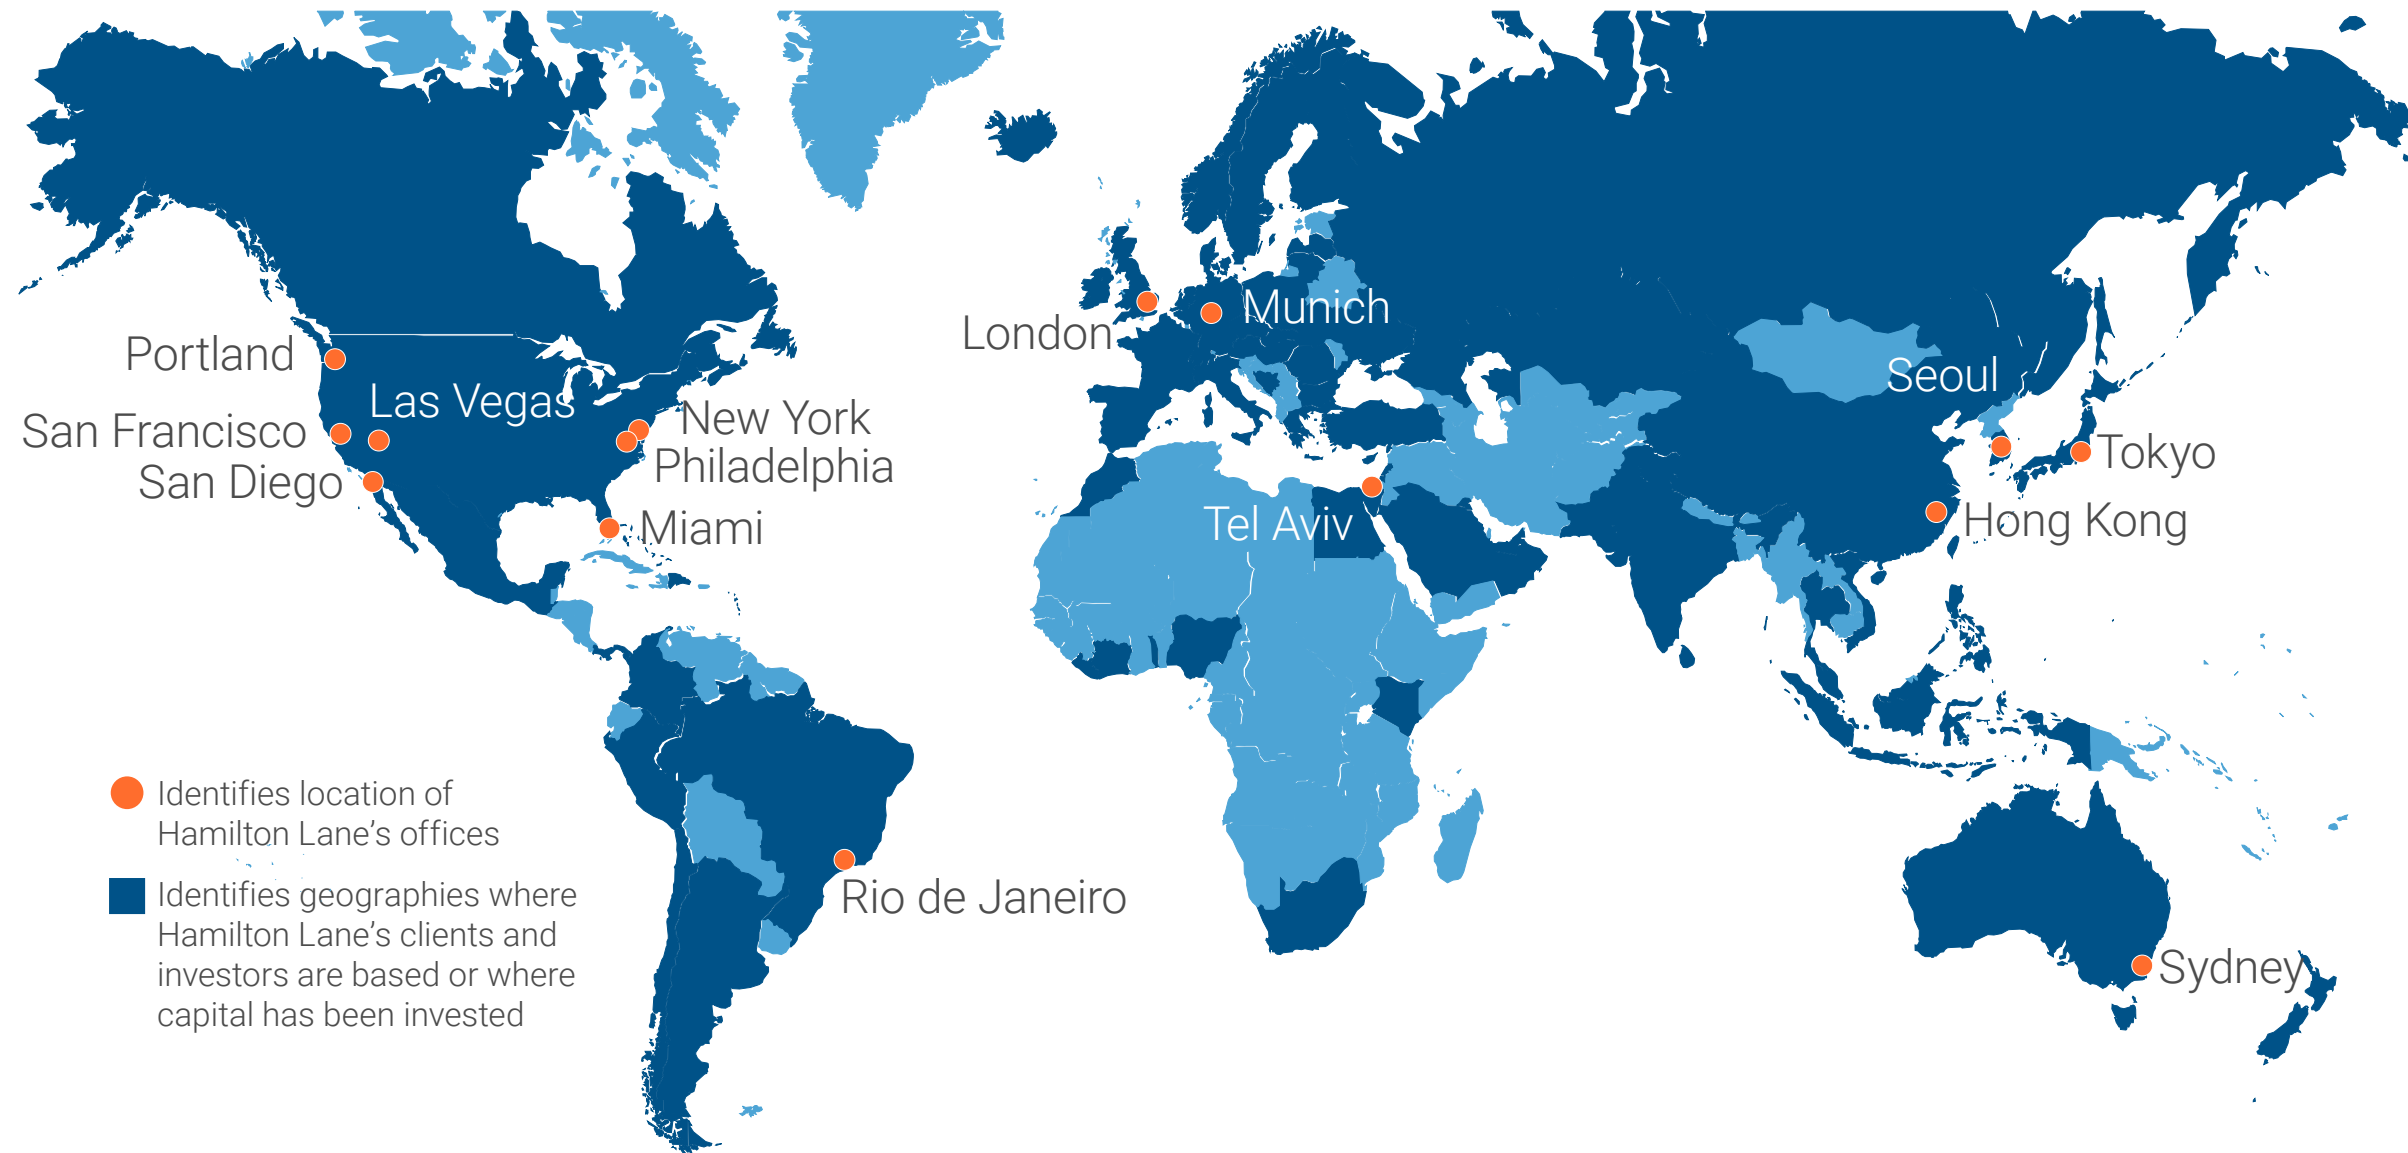 Portland
San Francisco
Las Vegas
San Diego
New York
Philadelphia
Miami
London
Munich
Tel Aviv
Seoul
Tokyo
Hong Kong
Rio de Janeiro
Sydney
Identifies location of
Hamilton Lane’s offices
Identifies geographies where
Hamilton Lane’s clients and
investors are based or where
capital has been invested